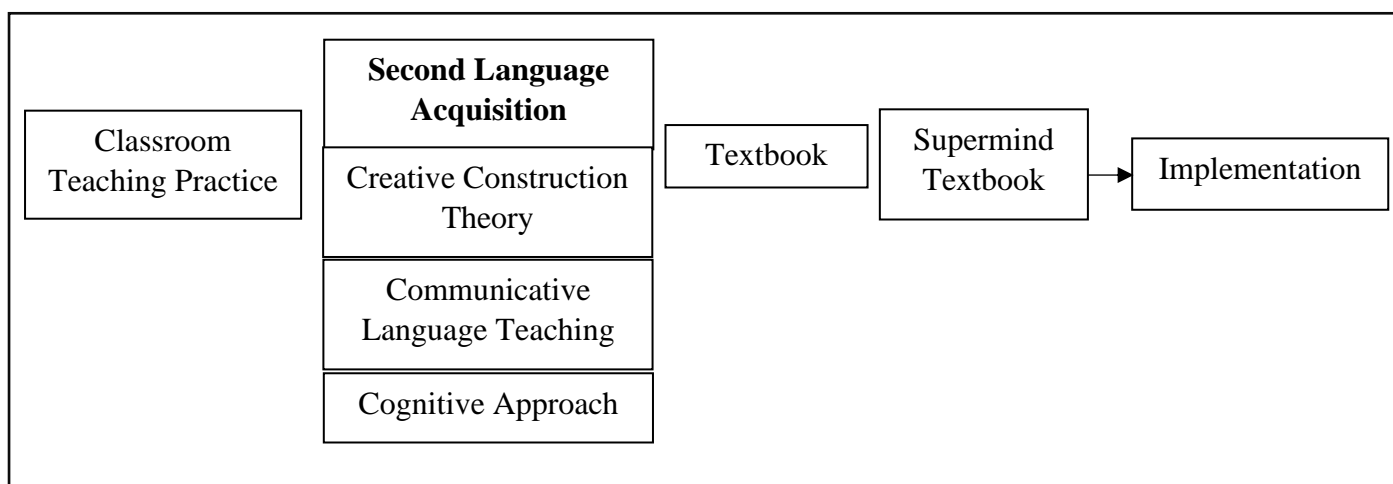 Classroom
Teaching Practice
Second Language
Acquisition
Creative Construction
Theory
Communicative
Language Teaching
Cognitive Approach
Textbook
Supermind
Textbook
Implementation